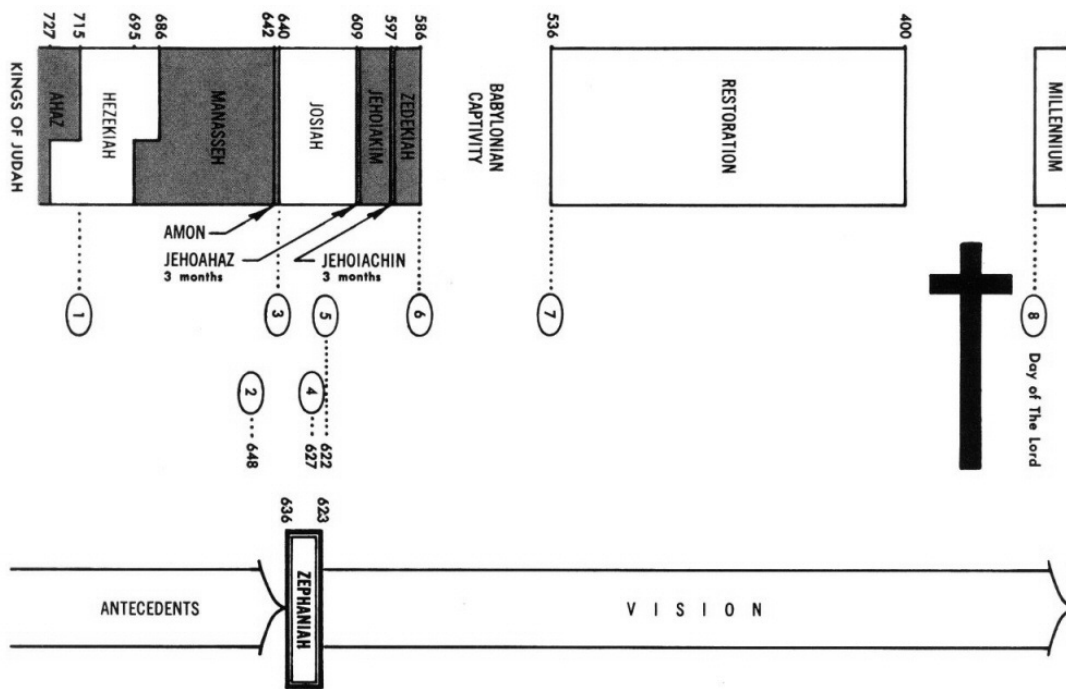 727
715
695
686
642
640
609
597
586
536
400
KINGS OF JUDAH
AHAZ
HEZEKIAH
MANASSEH
JOSIAH
JEHOIAKIM
ZEDEKIAH
BABYLONIAN
CAPTIVITY
RESTORATION
MILLENNIUM
AMON
JEHOAHAZ
3 months
JEHOIACHIN
3 months
1
3
5
6
7
8
Day of The Lord
2
4
648
627
622
636
623
ANTECEDENTS
ZEPHANIAH
VISION